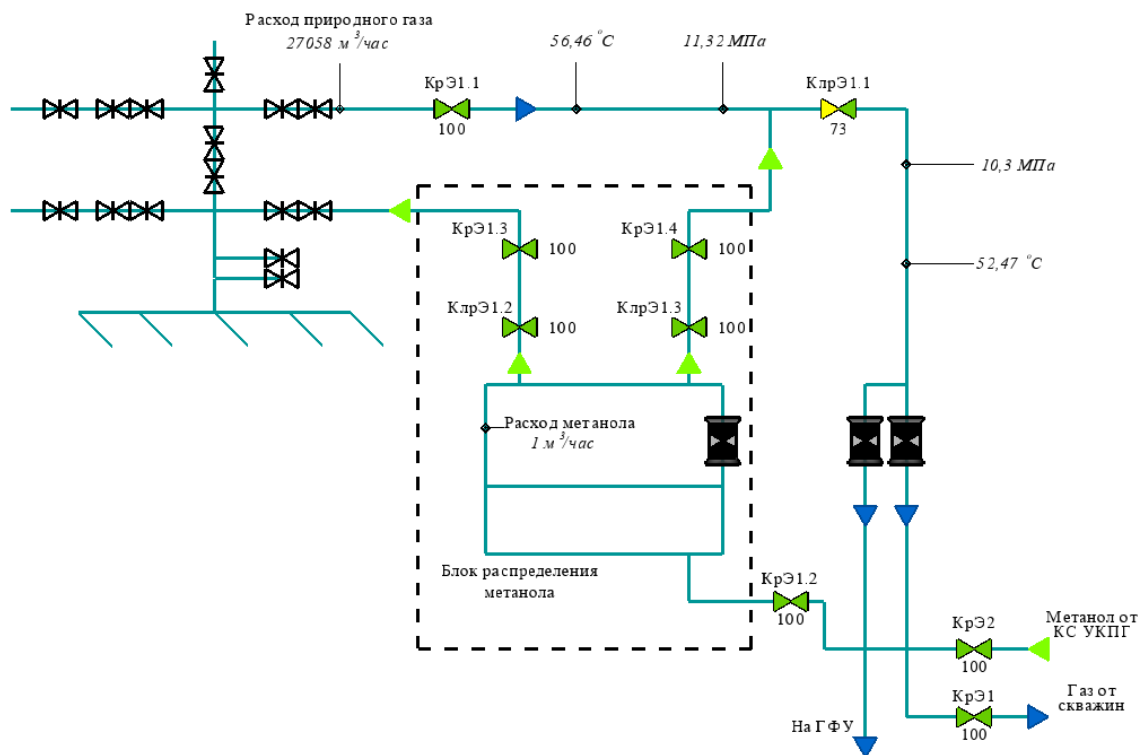 Расход природного газа
27058 м³/час
56,46 °C
11,32 МПа
КрЭ1.1
100
КлрЭ1.1
73
10,3 МПа
КрЭ1.3
100
КрЭ1.4
100
52,47 °C
КлрЭ1.2
100
КлрЭ1.3
100
Расход метанола
1 м³/час
Блок распределения
метанола
КрЭ1.2
100
КрЭ2
100
Метанол от
КС УКПГ
КрЭ1
100
Газ от
скважин
На ГФУ